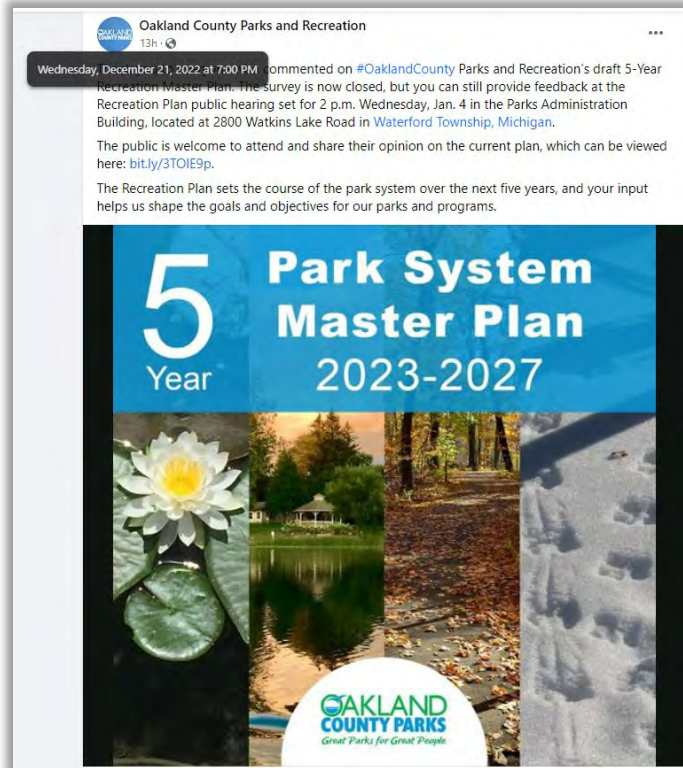 Oakland County Parks and Recreation
13h ·
Wednesday, December 21, 2022 at 7:00 PM
commented on #OaklandCounty Parks and Recreation's draft 5-Year
Recreation Master Plan. The survey is now closed, but you can still provide feedback at the
Recreation Plan public hearing set for 2 p.m. Wednesday, Jan. 4 in the Parks Administration
Building, located at 2800 Watkins Lake Road in Waterford Township, Michigan.
The public is welcome to attend and share their opinion on the current plan, which can be viewed
here: bit.ly/3TOIE9p.
The Recreation Plan sets the course of the park system over the next five years, and your input
helps us shape the goals and objectives for our parks and programs.
5
Year
Park System
Master Plan
2023-2027
OAKLAND
COUNTY PARKS
Great Parks for Great People